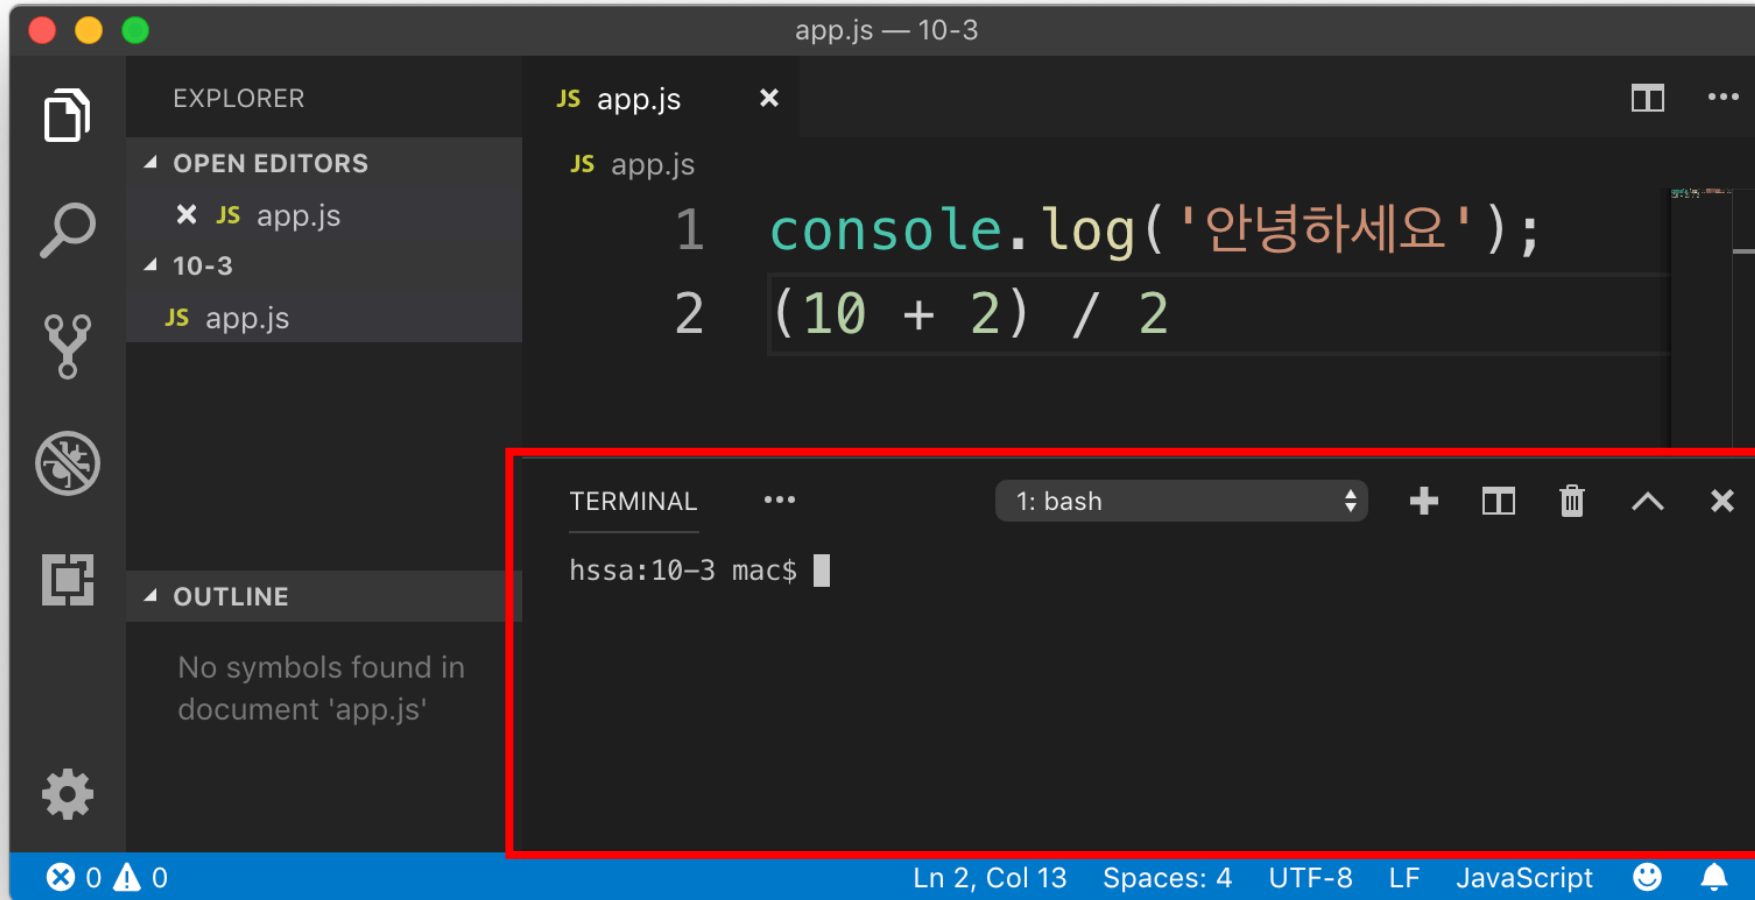 app.js — 10-3
EXPLORER
OPEN EDITORS
JS app.js
10-3
JS app.js
OUTLINE
No symbols found in
document 'app.js'
JS app.js
JS app.js
1 console.log('안녕하세요');
2 (10 + 2) / 2
TERMINAL
1: bash
hssa:10-3 mac$
0 0
Ln 2, Col 13 Spaces: 4 UTF-8 LF JavaScript